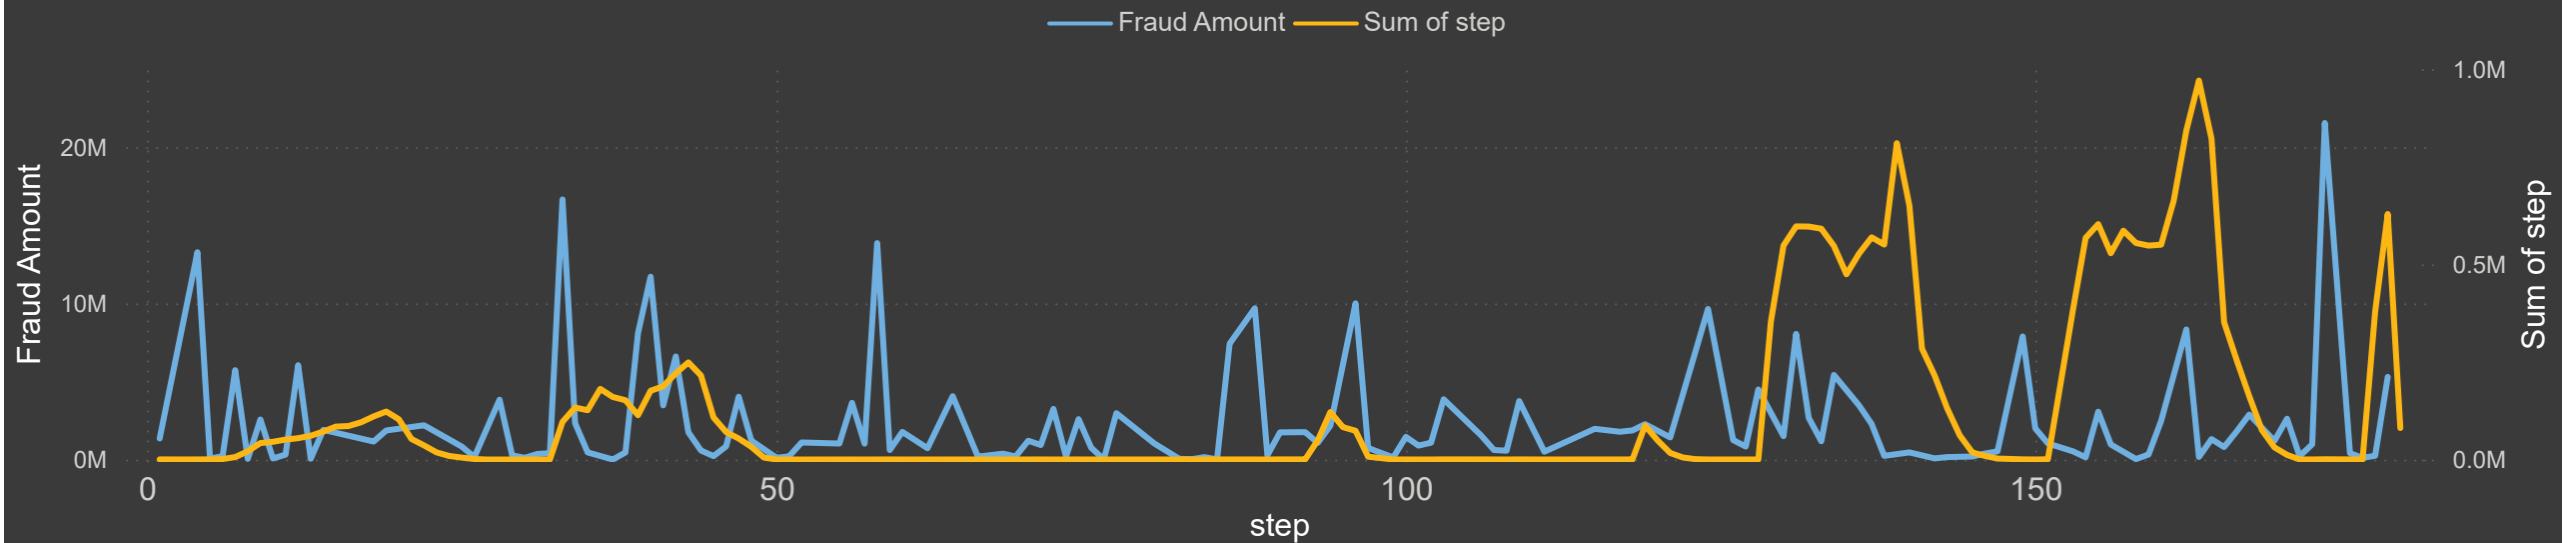 Fraud Amount Sum of step
1.0M
20M
0.5M
10M
0M
0.0M
Fraud Amount
Sum of step
0 50 100 150
step